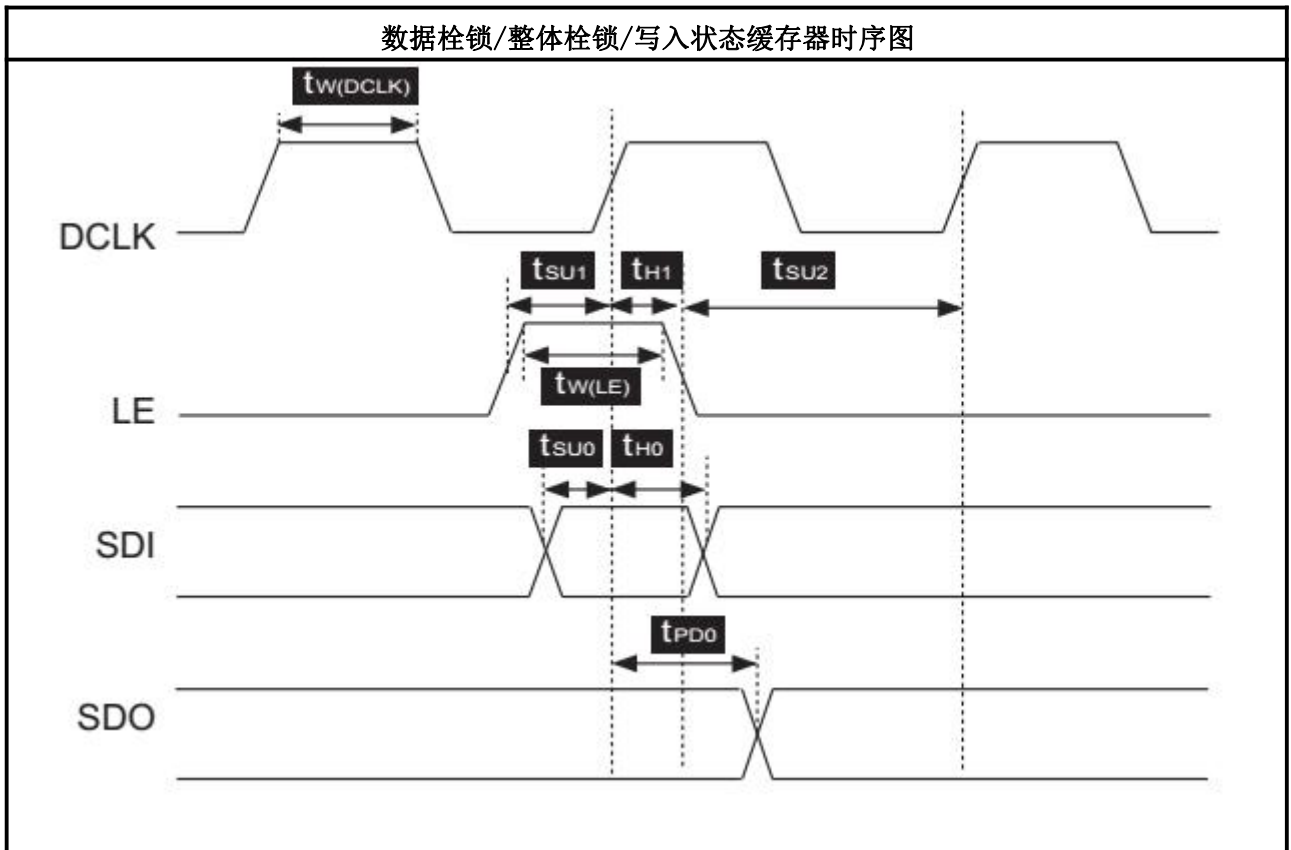 数据栓锁/整体栓锁/写入状态缓存器时序图
tW(DCLK)
DCLK
tSU1 tH1 tSU2
tW(LE)
LE
tSU0 tH0
SDI
tPD0
SDO